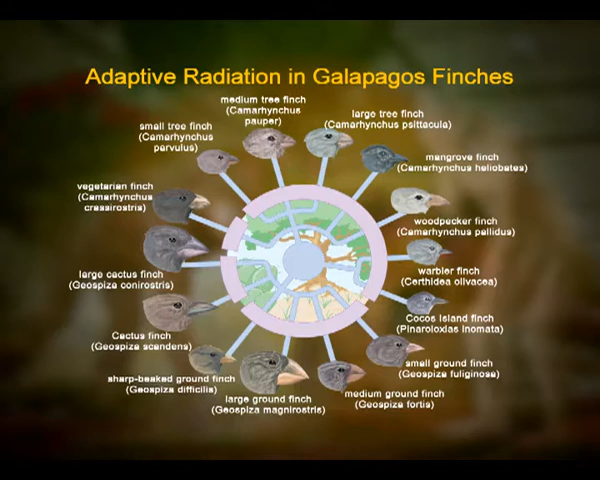 Adaptive Radiation in Galapagos Finches
medium tree finch
(Camarhynchus
pauper)
large tree finch
(Camarhynchus psittacula)
small tree finch
(Camarhynchus
parvulus)
mangrove finch
(Camarhynchus heliobates)
vegetarian finch
(Camarhynchus
crassirostris)
woodpecker finch
(Camarhynchus pallidus)
large cactus finch
(Geospiza conirostris)
warbler finch
(Certhidea olivacea)
Cocos Island finch
(Pinaroloxias inornata)
Cactus finch
(Geospiza scandens)
small ground finch
(Geospiza fuliginosa)
sharp-beaked ground finch
(Geospiza difficilis)
large ground finch
(Geospiza magnirostris)
medium ground finch
(Geospiza fortis)